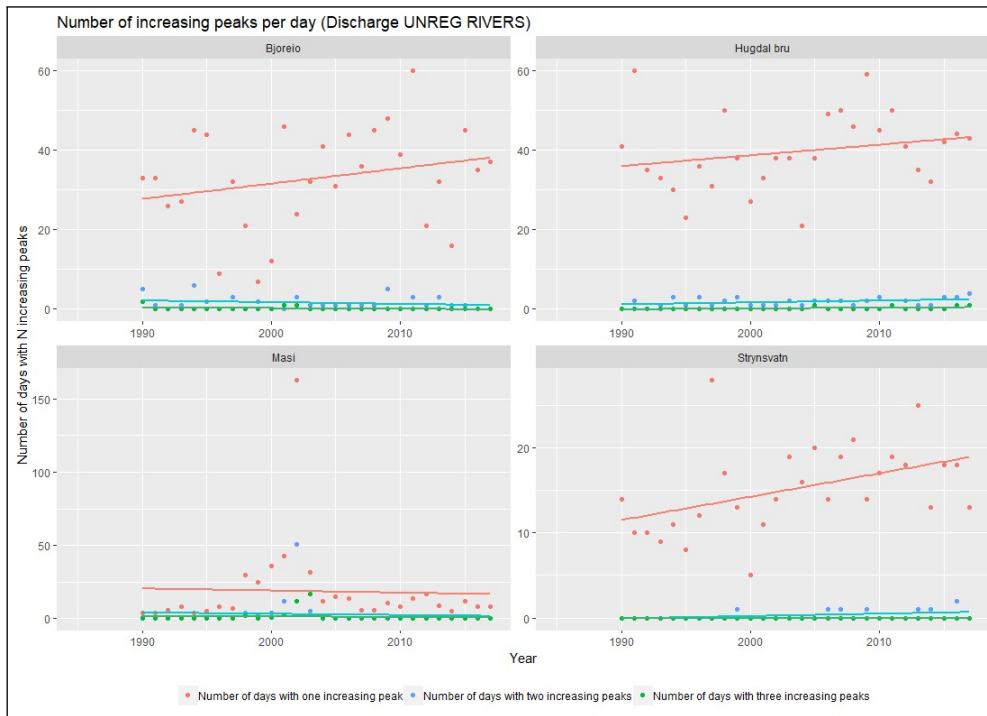 Number of increasing peaks per day (Discharge UNREG RIVERS)
Bjoreio
Hugdal bru
60
40
20
0
60
40
20
0
1990
2000
2010
1990
2000
2010
Masi
Strynsvatn
150
100
50
0
20
10
0
1990
2000
2010
1990
2000
2010
Number of days with N increasing peaks
Year
Number of days with one increasing peak
Number of days with two increasing peaks
Number of days with three increasing peaks